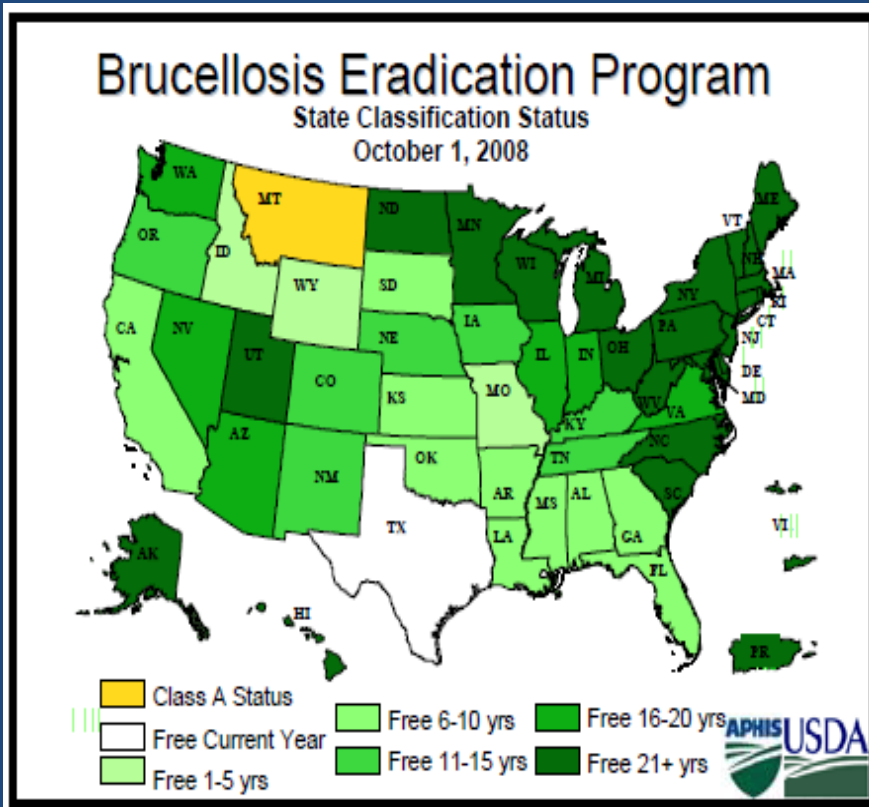 Brucellosis Eradication Program
State Classification Status
October 1, 2008
WA
MT
ND
MN
ME
VT
OR
ID
WI
MI
NH
MA
WY
SD
NY
RI
CT
CA
NV
IA
PA
NJ
NE
IL
IN
OH
UT
DE
CO
MO
WV
MD
KS
VA
KY
AZ
NC
OK
TN
NM
AR
SC
MS
AL
TX
VI
LA
GA
AK
FL
HI
PR
Class A Status
Free Current Year
Free 1-5 yrs
Free 6-10 yrs
Free 11-15 yrs
Free 16-20 yrs
Free 21+ yrs
APHIS USDA